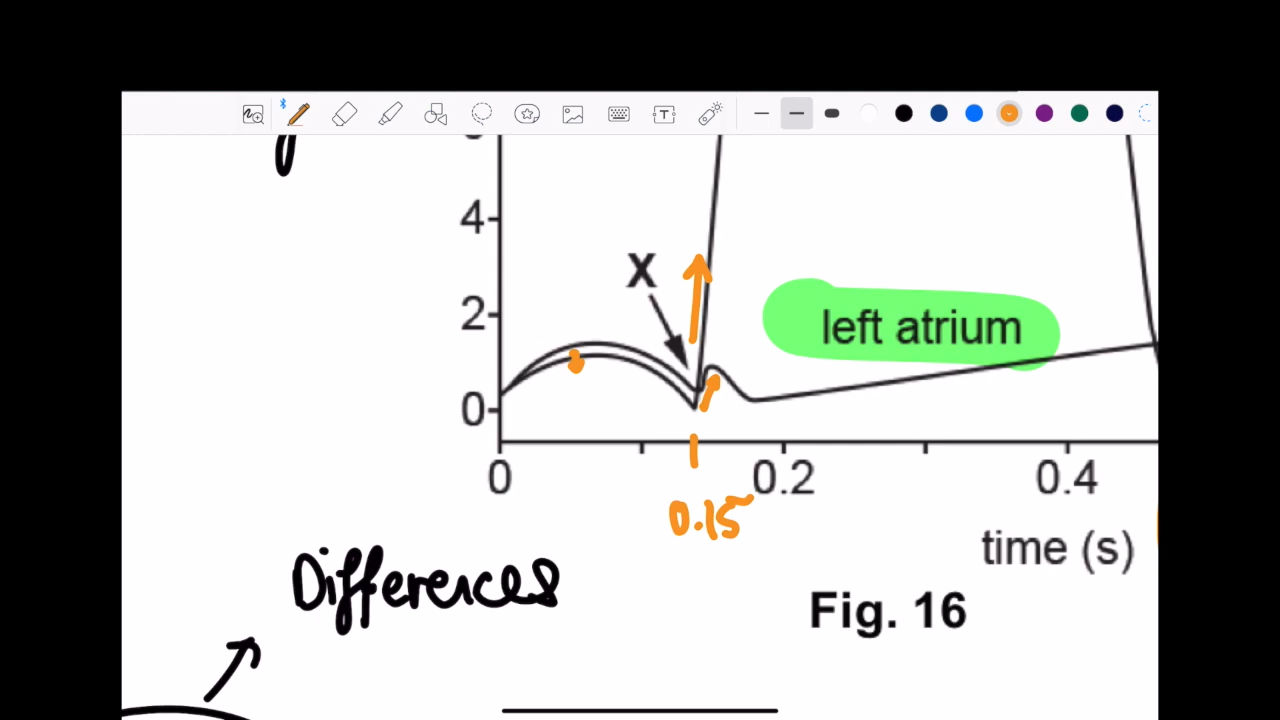 4
X
2
left atrium
0
0 0.2 0.4
0.15
time (s)
Differences
Fig. 16